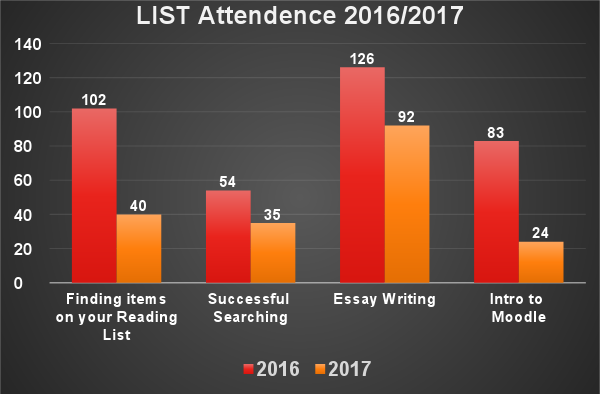 LIST Attendence 2016/2017
140
120
100
80
60
40
20
0
102
40
54
35
126
92
83
24
Finding items
on your Reading
List
Successful
Searching
Essay Writing
Intro to
Moodle
2016
2017